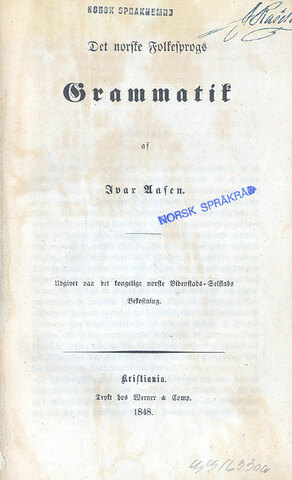 NORSK SPRÅKNEMND
Det norske Folkesprogs
Grammatik
af
Ivar Aasen.
NORSK SPRÅKRÅD
Udgivet paa det kongelige norske Videnskabs-Selskabs
Bekostning.
Kristiania.
Trykt hos Werner & Comp.
1848.